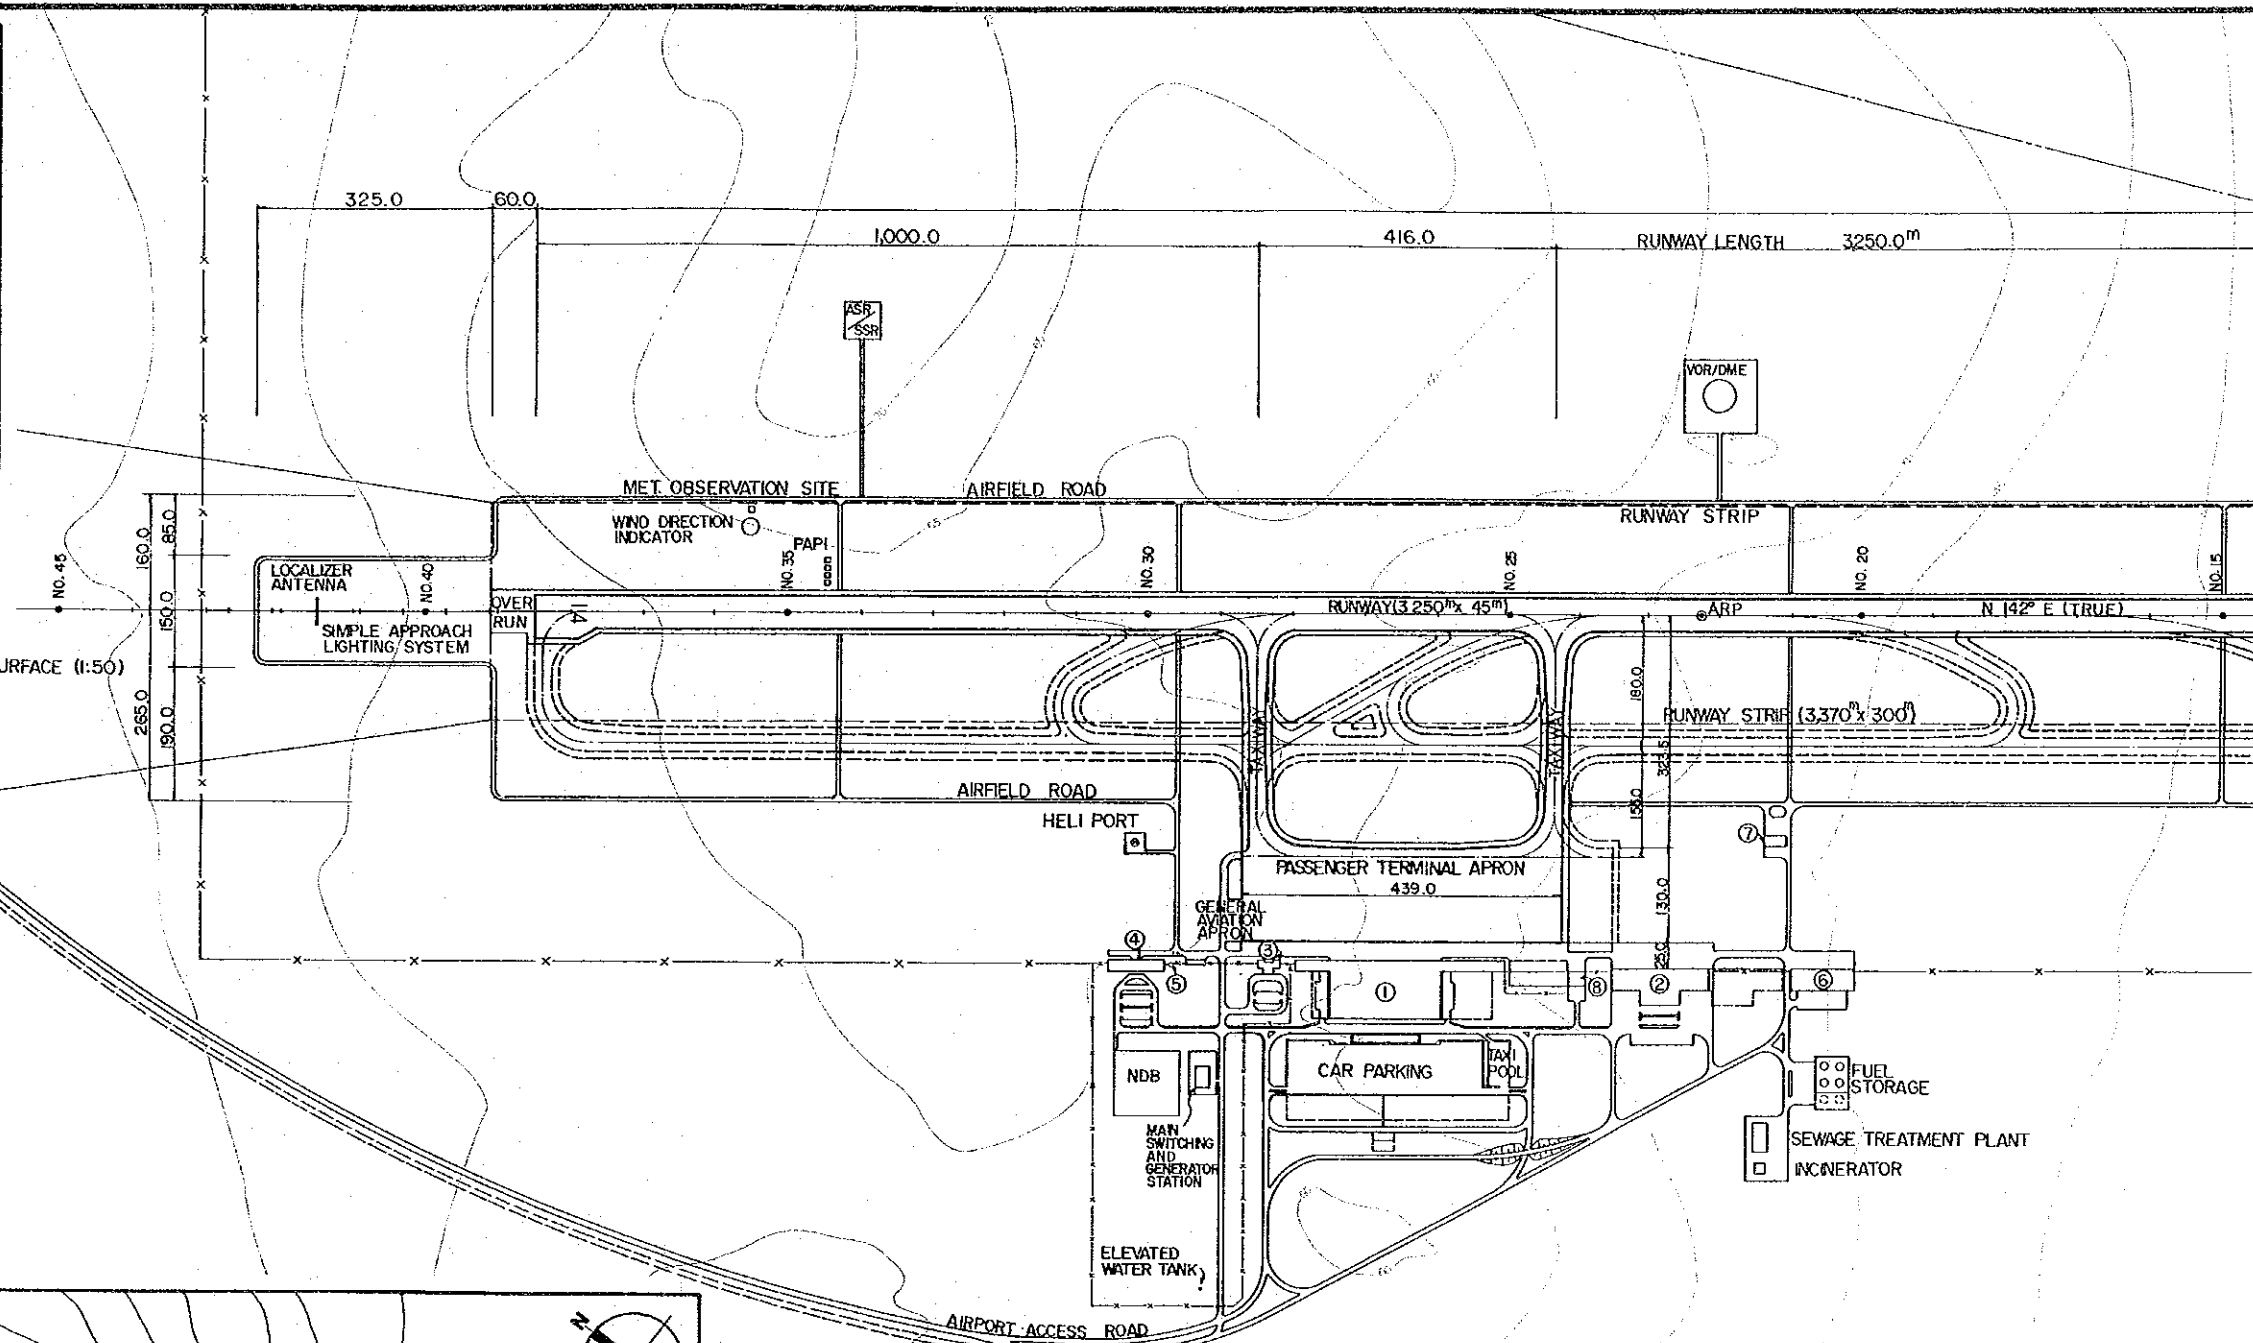 325.0
60.0
1,000.0
416.0
RUNWAY LENGTH 3,250.0m
ASR
SSR
VOR/DME
MET. OBSERVATION SITE
AIRFIELD ROAD
WIND DIRECTION
INDICATOR
PAPI
RUNWAY STRIP
160.0
85.0
150.0
265.0
190.0
NO. 45
NO. 40
NO. 35
NO. 30
NO. 25
NO. 20
NO. 15
LOCALIZER
ANTENNA
OVER
RUN
14
SIMPLE APPROACH
LIGHTING SYSTEM
RUNWAY (3,250m x 45m)
ARP
N 142° E (TRUE)
URFACE (1:50)
TAXIWAY
TAXIWAY
180.0
RUNWAY STRIP (3,370m x 300m)
323.5
155.0
AIRFIELD ROAD
HELI PORT
⑦
PASSENGER TERMINAL APRON
439.0
130.0
GENERAL
AVIATION
APRON
25.0
④
③
⑤
①
⑧
②
⑥
NDB
CAR PARKING
TAXI
POOL
FUEL
STORAGE
MAIN
SWITCHING
AND
GENERATOR
STATION
SEWAGE TREATMENT PLANT
INCINERATOR
ELEVATED
WATER TANK
AIRPORT ACCESS ROAD
N